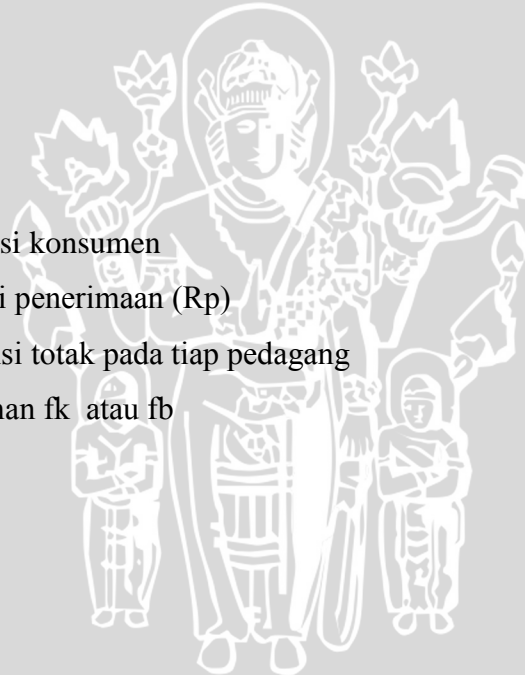 si konsumen
i penerimaan (Rp)
si totak pada tiap pedagang
nan fk atau fb